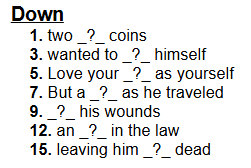 Down
1. two _?_ coins
3. wanted to _?_ himself
5. Love your _?_ as yourself
7. But a _?_ as he traveled
9. _?_ his wounds
12. an _?_ in the law
15. leaving him _?_ dead